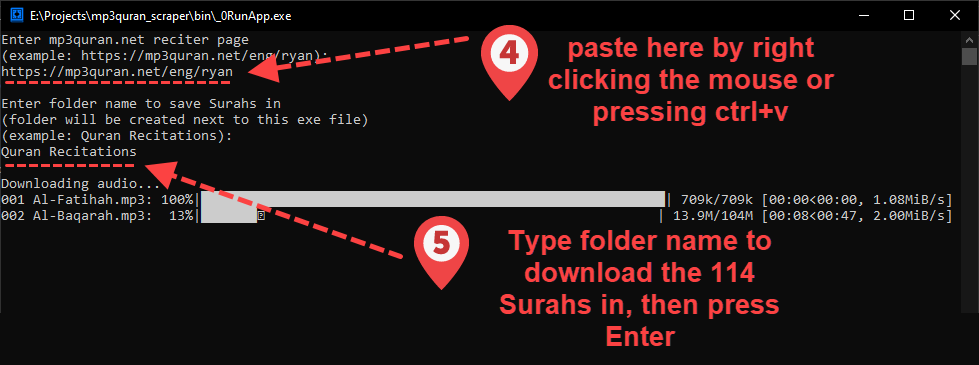 E:\Projects\mp3quran_scraper\bin\_0RunApp.exe
Enter mp3quran.net reciter page
(example: https://mp3quran.net/eng/ryan):
https://mp3quran.net/eng/ryan
4
paste here by right
clicking the mouse or
pressing ctrl+v
Enter folder name to save Surahs in
(folder will be created next to this exe file)
(example: Quran Recitations):
Quran Recitations
Downloading audio...
001 Al-Fatihah.mp3: 100%| | 709k/709k [00:00<00:00, 1.08MiB/s]
002 Al-Baqarah.mp3:  13%| | 13.9M/104M [00:08<00:47, 2.00MiB/s]
5
Type folder name to
download the 114
Surahs in, then press
Enter